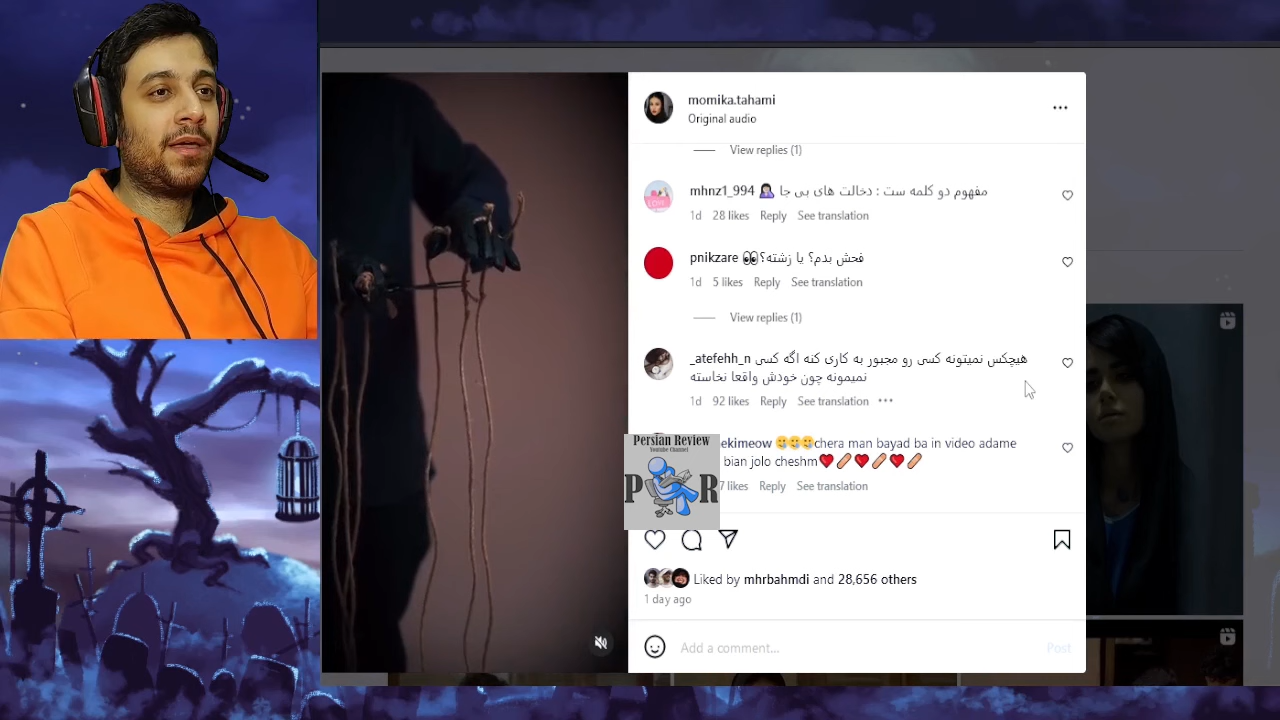 momika.tahami
Original audio
View replies (1)
mhnz1_994 مفهوم دو کلمه ست : دخالت های بی جا
1d 28 likes Reply See translation
pnikzare فحش بدم؟ یا زشته؟
1d 5 likes Reply See translation
View replies (1)
_atefehh_n هیچکس نمیتونه کسی رو مجبور به کاری کنه اگه کسی
نمیمونه چون خودش واقعا نخاسته
1d 92 likes Reply See translation
ekimeow chera man bayad ba in video adame
bian jolo cheshm
7 likes Reply See translation
Persian Review
Youtube Channel
P R
Liked by mhrbahmdi and 28,656 others
1 day ago
Add a comment...
Post